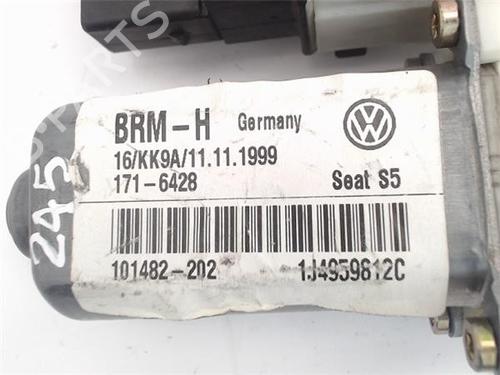 BRM-H Germany
16/KK9A/11.11.1999
171-6428 Seat S5
101482-202 1J4959812C
245